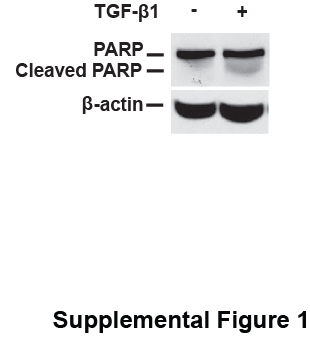 TGF-β1 - +
PARP
Cleaved PARP
β-actin
Supplemental Figure 1